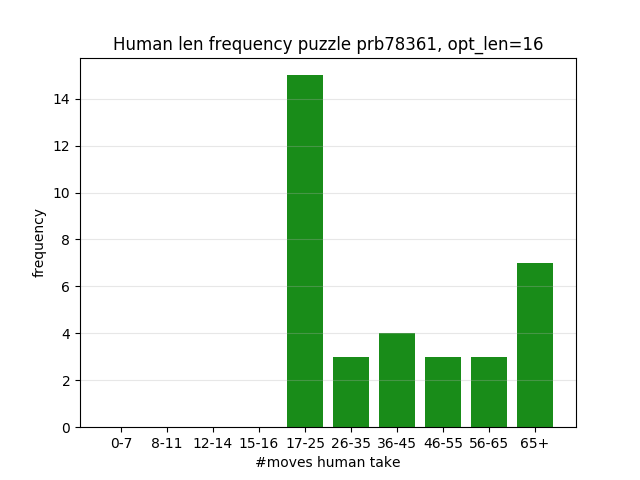 Human len frequency puzzle prb78361, opt_len=16
14
12
10
8
6
4
2
0
frequency
0-7 8-11 12-14 15-16 17-25 26-35 36-45 46-55 56-65 65+
#moves human take